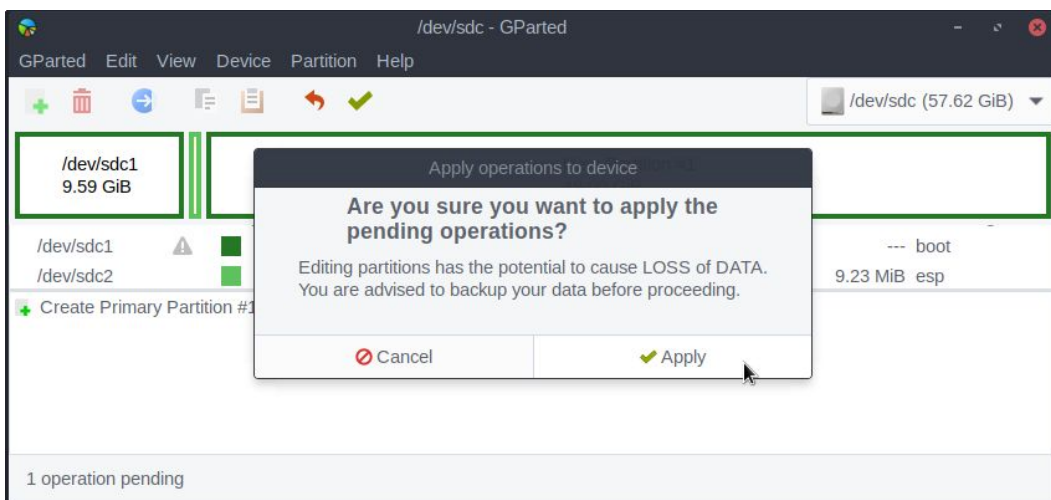 /dev/sdc - GParted
GParted Edit View Device Partition Help
/dev/sdc (57.62 GiB)
/dev/sdc1
9.59 GiB
Apply operations to device
Are you sure you want to apply the
pending operations?
Editing partitions has the potential to cause LOSS of DATA.
You are advised to backup your data before proceeding.
Cancel
Apply
/dev/sdc1 --- boot
/dev/sdc2 9.23 MiB esp
Create Primary Partition #1
1 operation pending